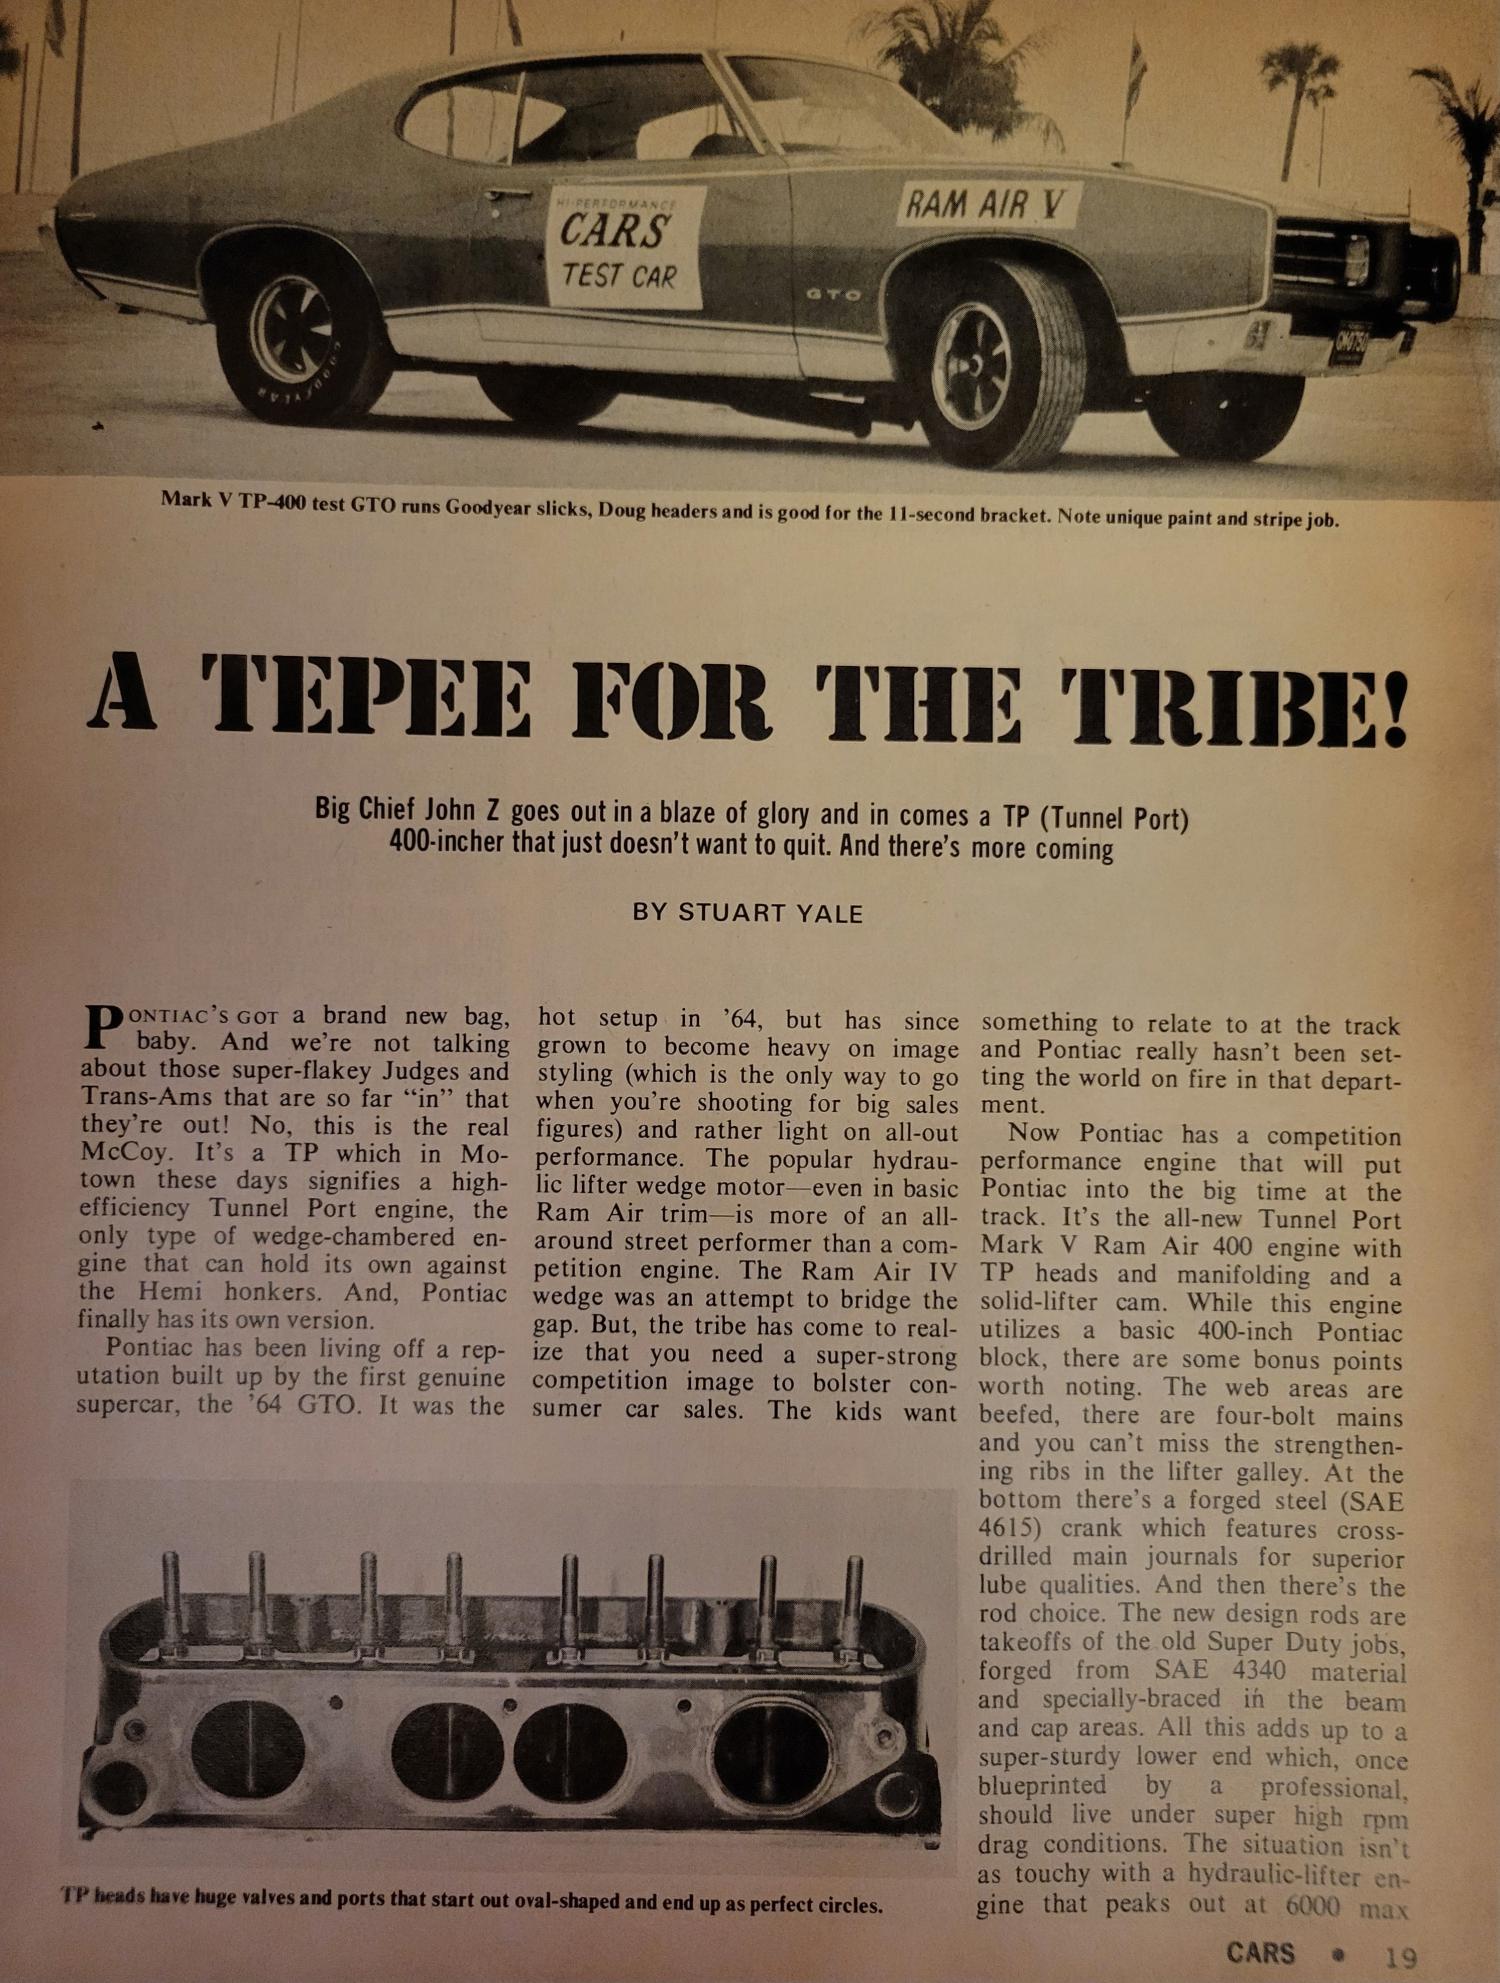 HI-PERFORMANCE
CARS
TEST CAR
RAM AIR V
GTO
GOODYEAR
Mark V TP-400 test GTO runs Goodyear slicks, Doug headers and is good for the 11-second bracket. Note unique paint and stripe job.
A TEPEE FOR THE TRIBE!
Big Chief John Z goes out in a blaze of glory and in comes a TP (Tunnel Port)
400-incher that just doesn't want to quit. And there's more coming
BY STUART YALE
PONTIAC'S GOT a brand new bag,
baby. And we're not talking
about those super-flakey Judges and
Trans-Ams that are so far "in" that
they're out! No, this is the real
McCoy. It's a TP which in Mo-
town these days signifies a high-
efficiency Tunnel Port engine, the
only type of wedge-chambered en-
gine that can hold its own against
the Hemi honkers. And, Pontiac
finally has its own version.
Pontiac has been living off a rep-
utation built up by the first genuine
supercar, the '64 GTO. It was the
hot setup in '64, but has since
grown to become heavy on image
styling (which is the only way to go
when you're shooting for big sales
figures) and rather light on all-out
performance. The popular hydrau-
lic lifter wedge motor—even in basic
Ram Air trim—is more of an all-
around street performer than a com-
petition engine. The Ram Air IV
wedge was an attempt to bridge the
gap. But, the tribe has come to real-
ize that you need a super-strong
competition image to bolster con-
sumer car sales. The kids want
something to relate to at the track
and Pontiac really hasn't been set-
ting the world on fire in that depart-
ment.
Now Pontiac has a competition
performance engine that will put
Pontiac into the big time at the
track. It's the all-new Tunnel Port
Mark V Ram Air 400 engine with
TP heads and manifolding and a
solid-lifter cam. While this engine
utilizes a basic 400-inch Pontiac
block, there are some bonus points
worth noting. The web areas are
beefed, there are four-bolt mains
and you can't miss the strengthen-
ing ribs in the lifter galley. At the
bottom there's a forged steel (SAE
4615) crank which features cross-
drilled main journals for superior
lube qualities. And then there's the
rod choice. The new design rods are
takeoffs of the old Super Duty jobs,
forged from SAE 4340 material
and specially-braced in the beam
and cap areas. All this adds up to a
super-sturdy lower end which, once
blueprinted by a professional,
should live under super high rpm
drag conditions. The situation isn't
as touchy with a hydraulic-lifter en-
gine that peaks out at 6000 max
TP heads have huge valves and ports that start out oval-shaped and end up as perfect circles.
CARS • 19